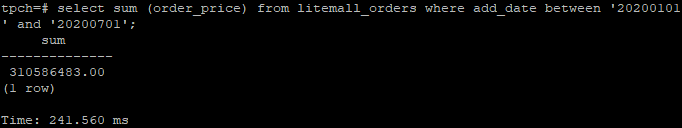 tpch=# select sum (order_price) from litemall_orders where add_date between '20200101
' and '20200701';
sum
--------------
310586483.00
(1 row)
Time: 241.560 ms